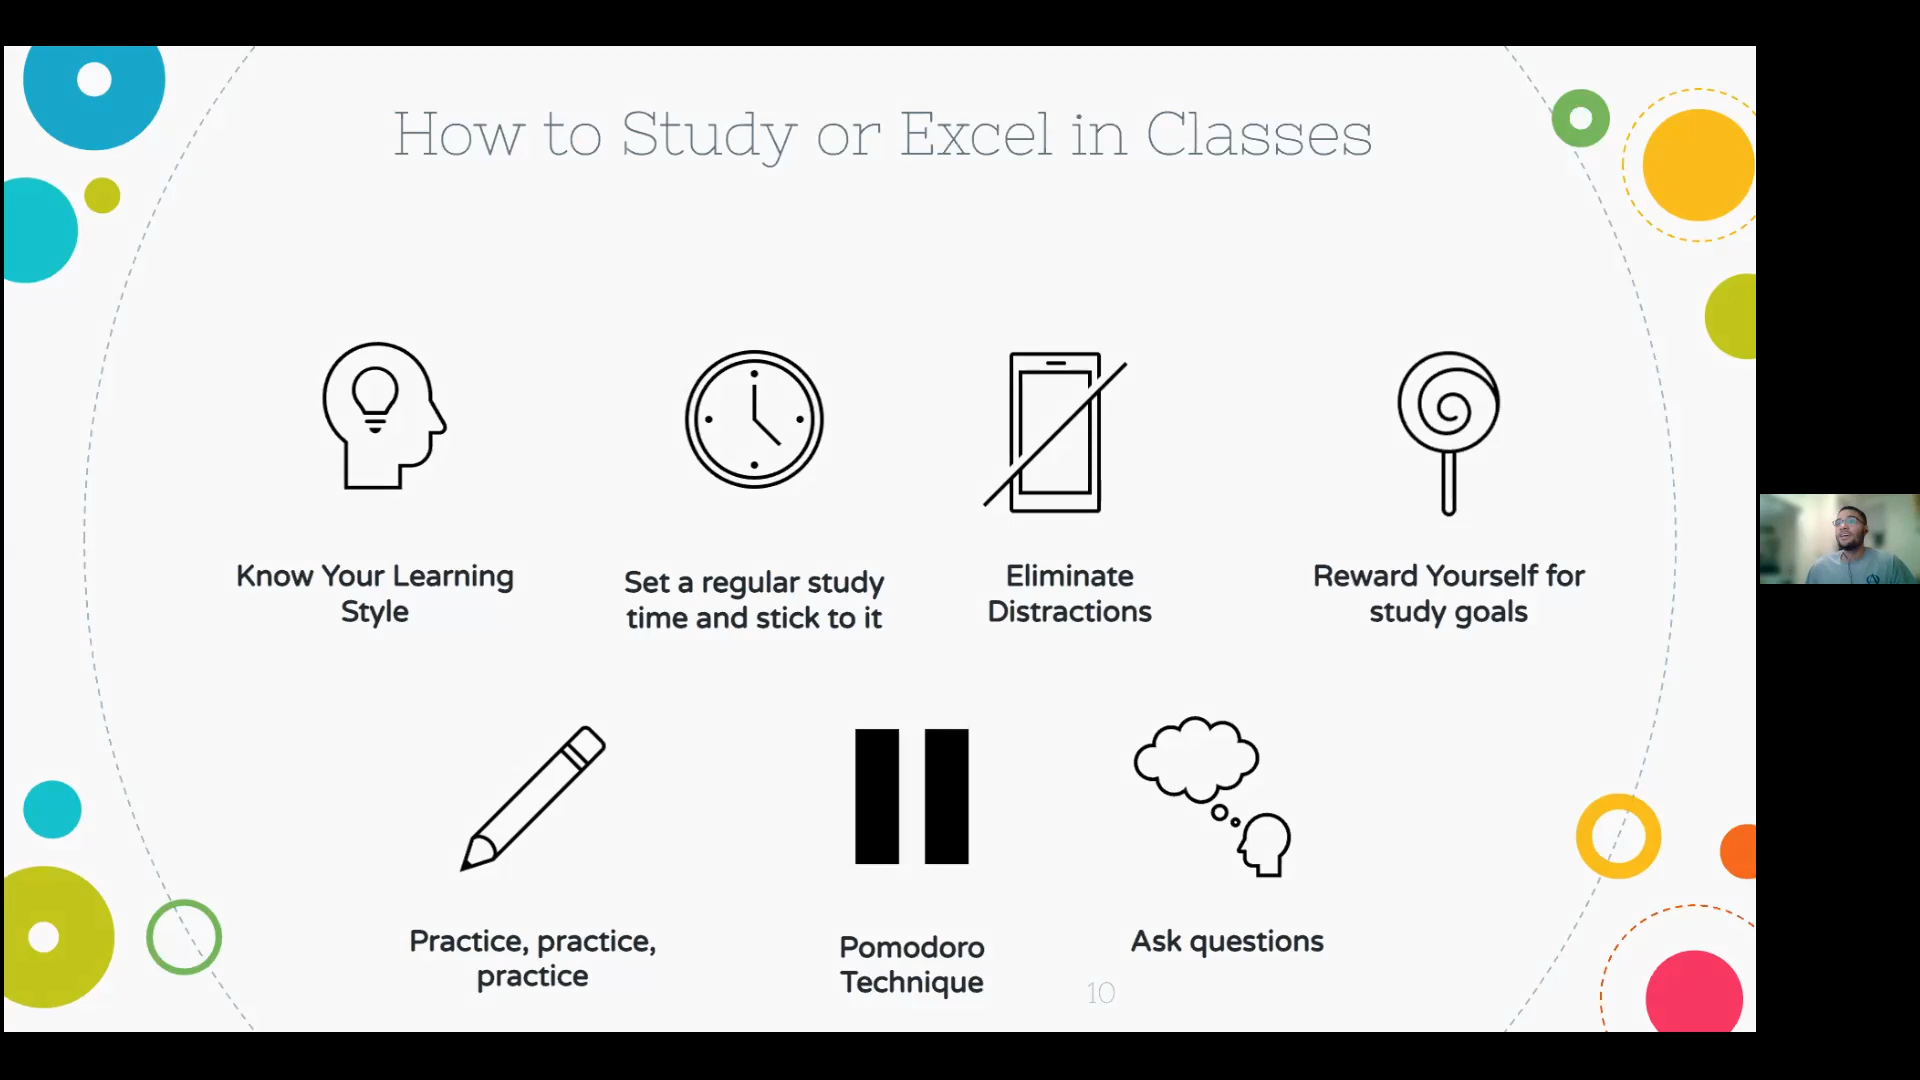 How to Study or Excel in Classes
Know Your Learning
Style
Set a regular study
time and stick to it
Eliminate
Distractions
Reward Yourself for
study goals
Practice, practice,
practice
Pomodoro
Technique
Ask questions
10